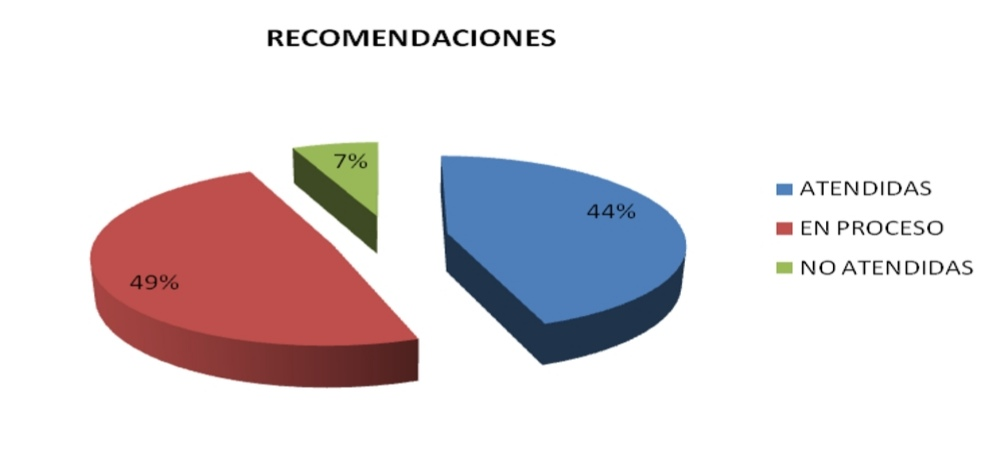 RECOMENDACIONES
7%
44%
49%
ATENDIDAS
EN PROCESO
NO ATENDIDAS